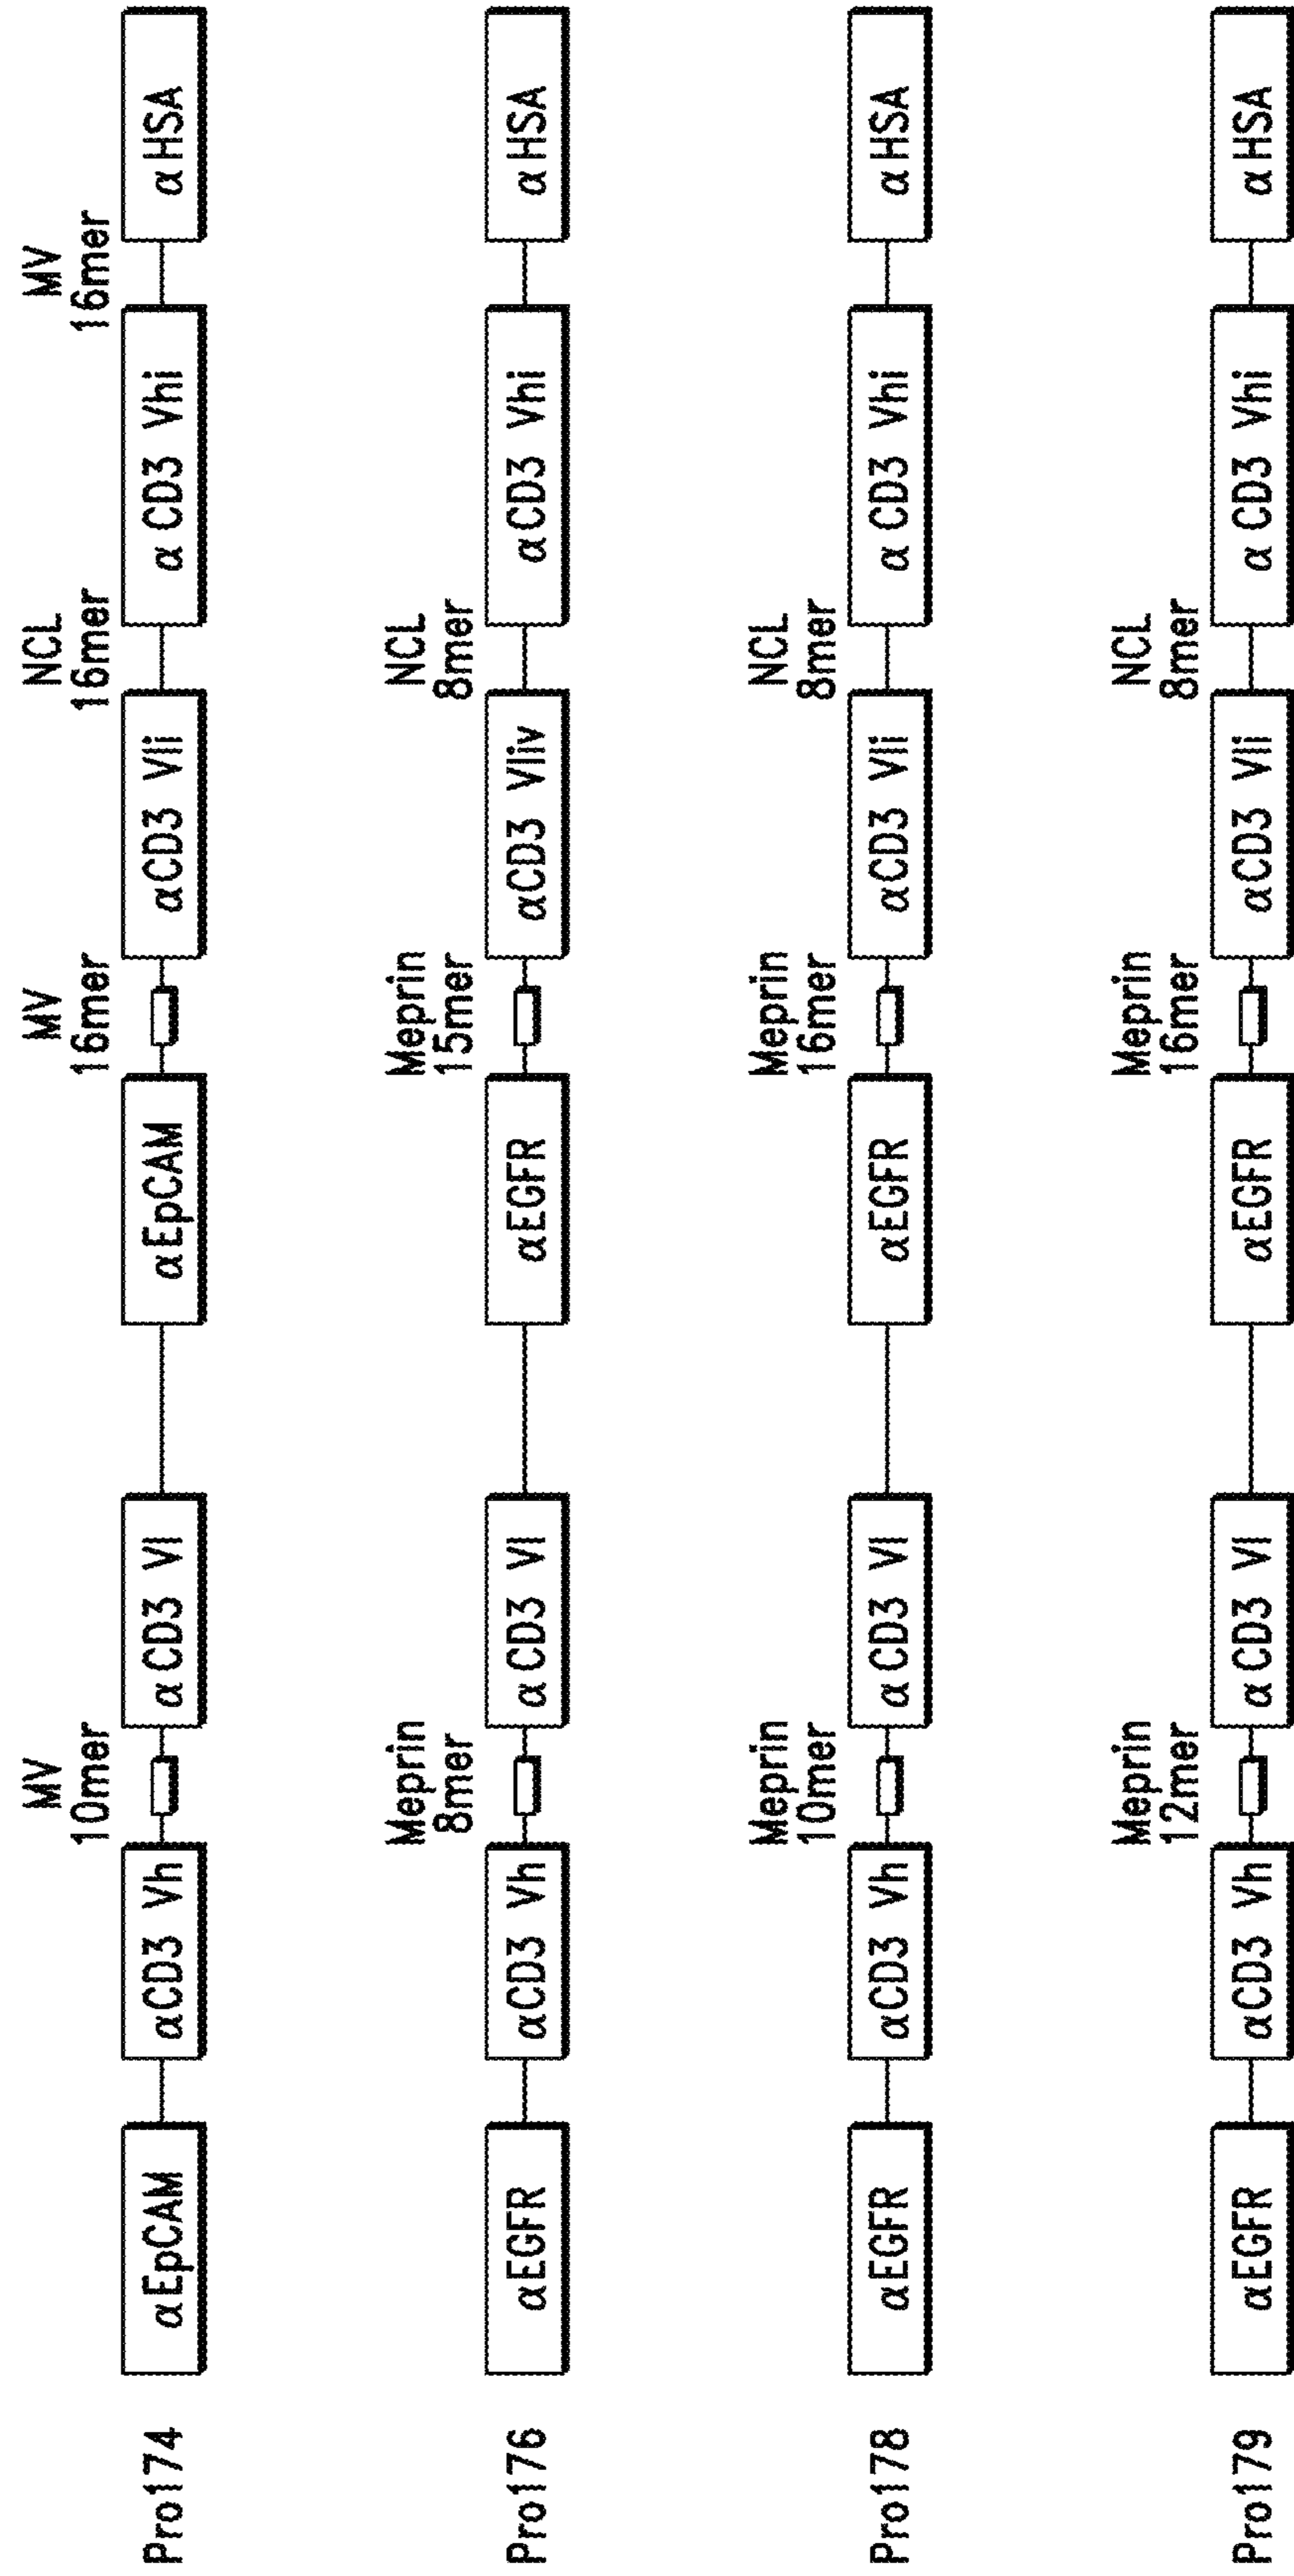 MV
10mer
MV
16mer
NCL
16mer
MV
16mer
Pro174
αEpCAM
αCD3 Vh
αCD3 Vl
αEpCAM
αCD3 Vli
αCD3 Vhi
αHSA
Meprin
8mer
Meprin
15mer
NCL
8mer
Pro176
αEGFR
αCD3 Vh
αCD3 Vl
αEGFR
αCD3 Vliv
αCD3 Vhi
αHSA
Meprin
10mer
Meprin
16mer
NCL
8mer
Pro178
αEGFR
αCD3 Vh
αCD3 Vl
αEGFR
αCD3 Vli
αCD3 Vhi
αHSA
Meprin
12mer
Meprin
16mer
NCL
8mer
Pro179
αEGFR
αCD3 Vh
αCD3 Vl
αEGFR
αCD3 Vli
αCD3 Vhi
αHSA